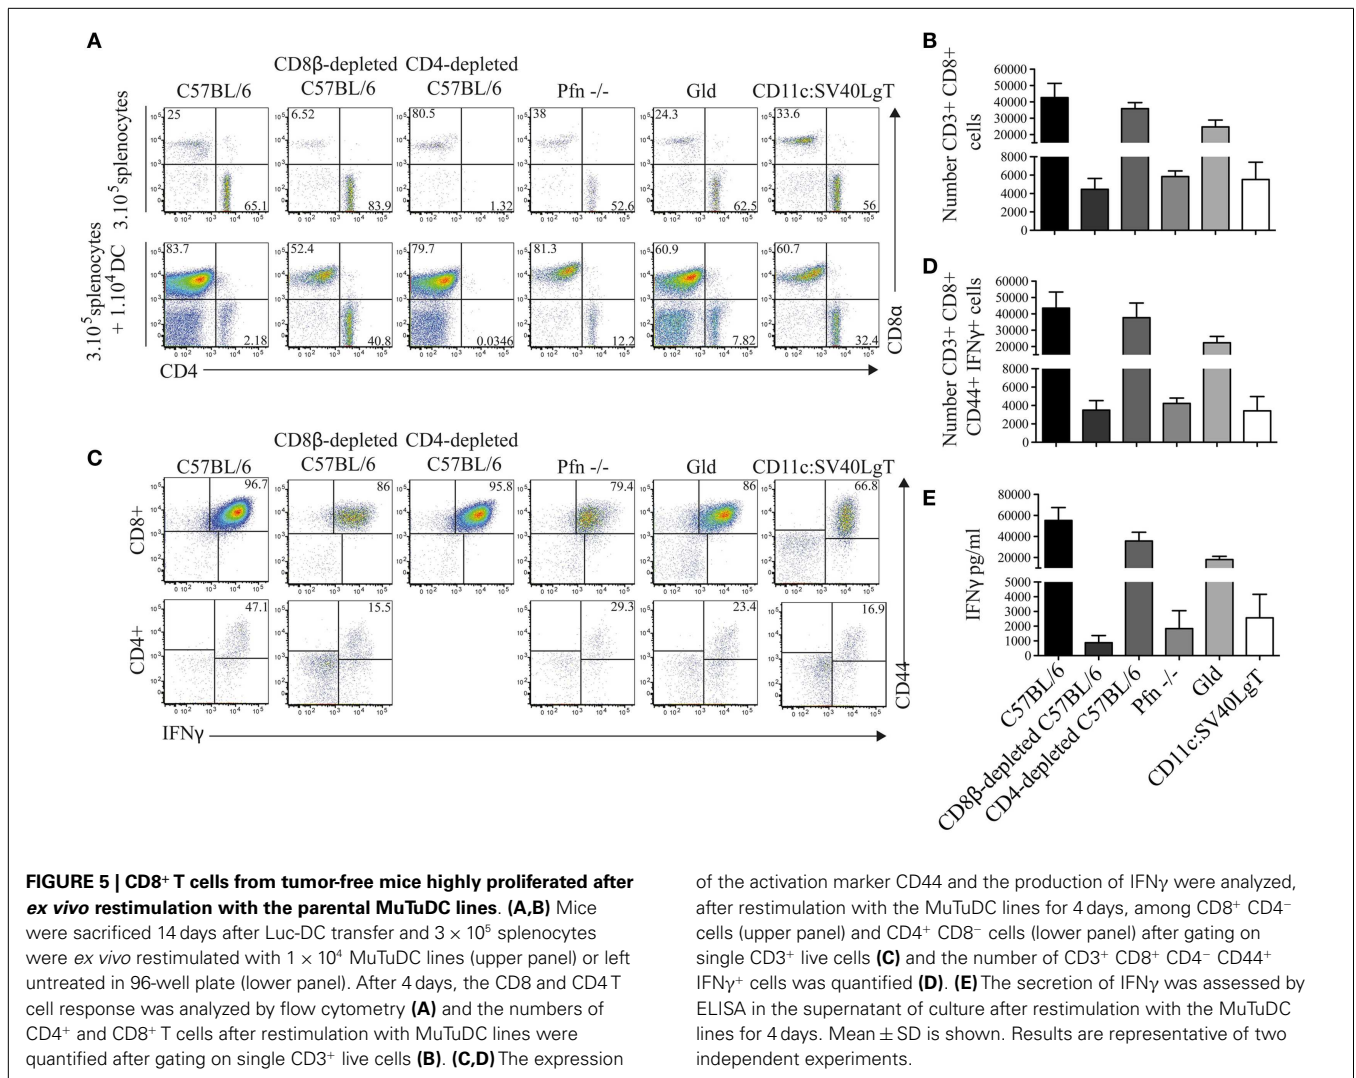 A
CD8β-depleted CD4-depleted
C57BL/6 C57BL/6 C57BL/6 Pfn -/- Gld CD11c:SV40LgT
3.10⁵splenocytes
25 6.52 80.5 38 24.3 33.6
65.1 83.9 1.32 52.6 62.5 56
3.10⁵splenocytes
+ 1.10⁴DC
83.7 52.4 79.7 81.3 60.9 60.7
2.18 40.8 0.0346 12.2 7.82 32.4
CD4
CD8α
B
Number CD3+ CD8+
cells
60000
50000
40000
30000
20000
8000
6000
4000
2000
0
D
Number CD3+ CD8+
CD44+ IFNγ+ cells
60000
50000
40000
30000
20000
8000
6000
4000
2000
0
C
CD8β-depleted CD4-depleted
C57BL/6 C57BL/6 C57BL/6 Pfn -/- Gld CD11c:SV40LgT
CD8+
96.7 86 95.8 79.4 86 66.8
CD4+
47.1 15.5 29.3 23.4 16.9
IFNγ
CD44
E
IFNγ pg/ml
80000
60000
40000
20000
5000
4000
3000
2000
1000
0
C57BL/6
CD8β-depleted C57BL/6
CD4-depleted C57BL/6
Pfn -/-
Gld
CD11c:SV40LgT
FIGURE 5 | CD8⁺ T cells from tumor-free mice highly proliferated after
ex vivo restimulation with the parental MuTuDC lines. (A,B) Mice
were sacrificed 14 days after Luc-DC transfer and 3 × 10⁵ splenocytes
were ex vivo restimulated with 1 × 10⁴ MuTuDC lines (upper panel) or left
untreated in 96-well plate (lower panel). After 4 days, the CD8 and CD4 T
cell response was analyzed by flow cytometry (A) and the numbers of
CD4⁺ and CD8⁺ T cells after restimulation with MuTuDC lines were
quantified after gating on single CD3⁺ live cells (B). (C,D) The expression
of the activation marker CD44 and the production of IFNγ were analyzed,
after restimulation with the MuTuDC lines for 4 days, among CD8⁺ CD4⁻
cells (upper panel) and CD4⁺ CD8⁻ cells (lower panel) after gating on
single CD3⁺ live cells (C) and the number of CD3⁺ CD8⁺ CD4⁻ CD44⁺
IFNγ⁺ cells was quantified (D). (E) The secretion of IFNγ was assessed by
ELISA in the supernatant of culture after restimulation with the MuTuDC
lines for 4 days. Mean ± SD is shown. Results are representative of two
independent experiments.